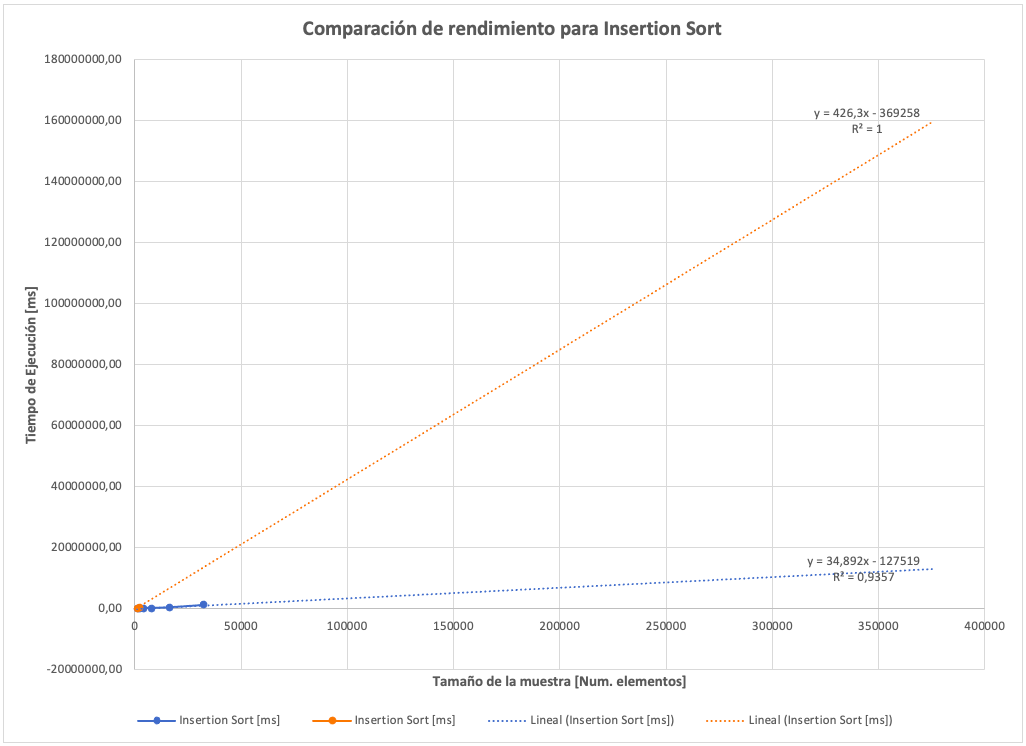 Comparación de rendimiento para Insertion Sort
180000000,00
160000000,00
140000000,00
120000000,00
100000000,00
80000000,00
60000000,00
40000000,00
20000000,00
0,00
-20000000,00
Tiempo de Ejecución [ms]
y = 426,3x - 369258
R² = 1
y = 34,892x - 127519
R² = 0,9357
0 50000 100000 150000 200000 250000 300000 350000 400000
Tamaño de la muestra [Num. elementos]
Insertion Sort [ms] Insertion Sort [ms] Lineal (Insertion Sort [ms]) Lineal (Insertion Sort [ms])